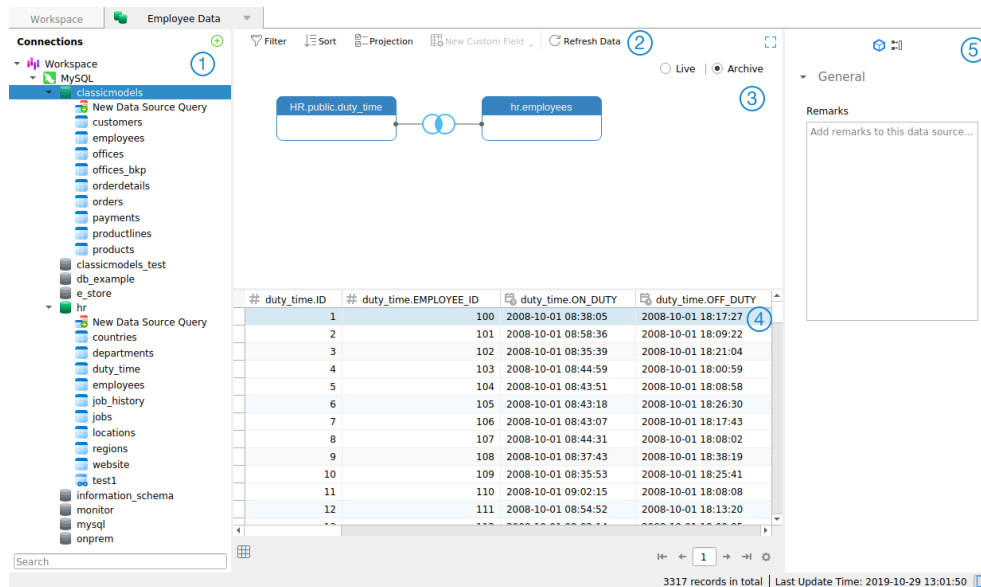 Workspace
Employee Data
Connections
1
Workspace
MySQL
classicmodels
New Data Source Query
customers
employees
offices
offices_bkp
orderdetails
orders
payments
productlines
products
classicmodels_test
db_example
e_store
hr
New Data Source Query
countries
departments
duty_time
employees
job_history
jobs
locations
regions
website
test1
information_schema
monitor
mysql
onprem
Search
Filter Sort Projection New Custom Field Refresh Data 2
Live | Archive
3
HR.public.duty_time hr.employees
# duty_time.ID # duty_time.EMPLOYEE_ID duty_time.ON_DUTY duty_time.OFF_DUTY
1 100 2008-10-01 08:38:05 2008-10-01 18:17:27 4
2 101 2008-10-01 08:58:36 2008-10-01 18:09:22
3 102 2008-10-01 08:35:39 2008-10-01 18:21:04
4 103 2008-10-01 08:44:59 2008-10-01 18:00:59
5 104 2008-10-01 08:43:51 2008-10-01 18:08:58
6 105 2008-10-01 08:43:18 2008-10-01 18:26:30
7 106 2008-10-01 08:43:07 2008-10-01 18:17:43
8 107 2008-10-01 08:44:31 2008-10-01 18:08:02
9 108 2008-10-01 08:37:43 2008-10-01 18:38:19
10 109 2008-10-01 08:35:53 2008-10-01 18:25:41
11 110 2008-10-01 09:02:15 2008-10-01 18:08:08
12 111 2008-10-01 08:54:52 2008-10-01 18:13:20
1
3317 records in total | Last Update Time: 2019-10-29 13:01:50
5
General
Remarks
Add remarks to this data source...